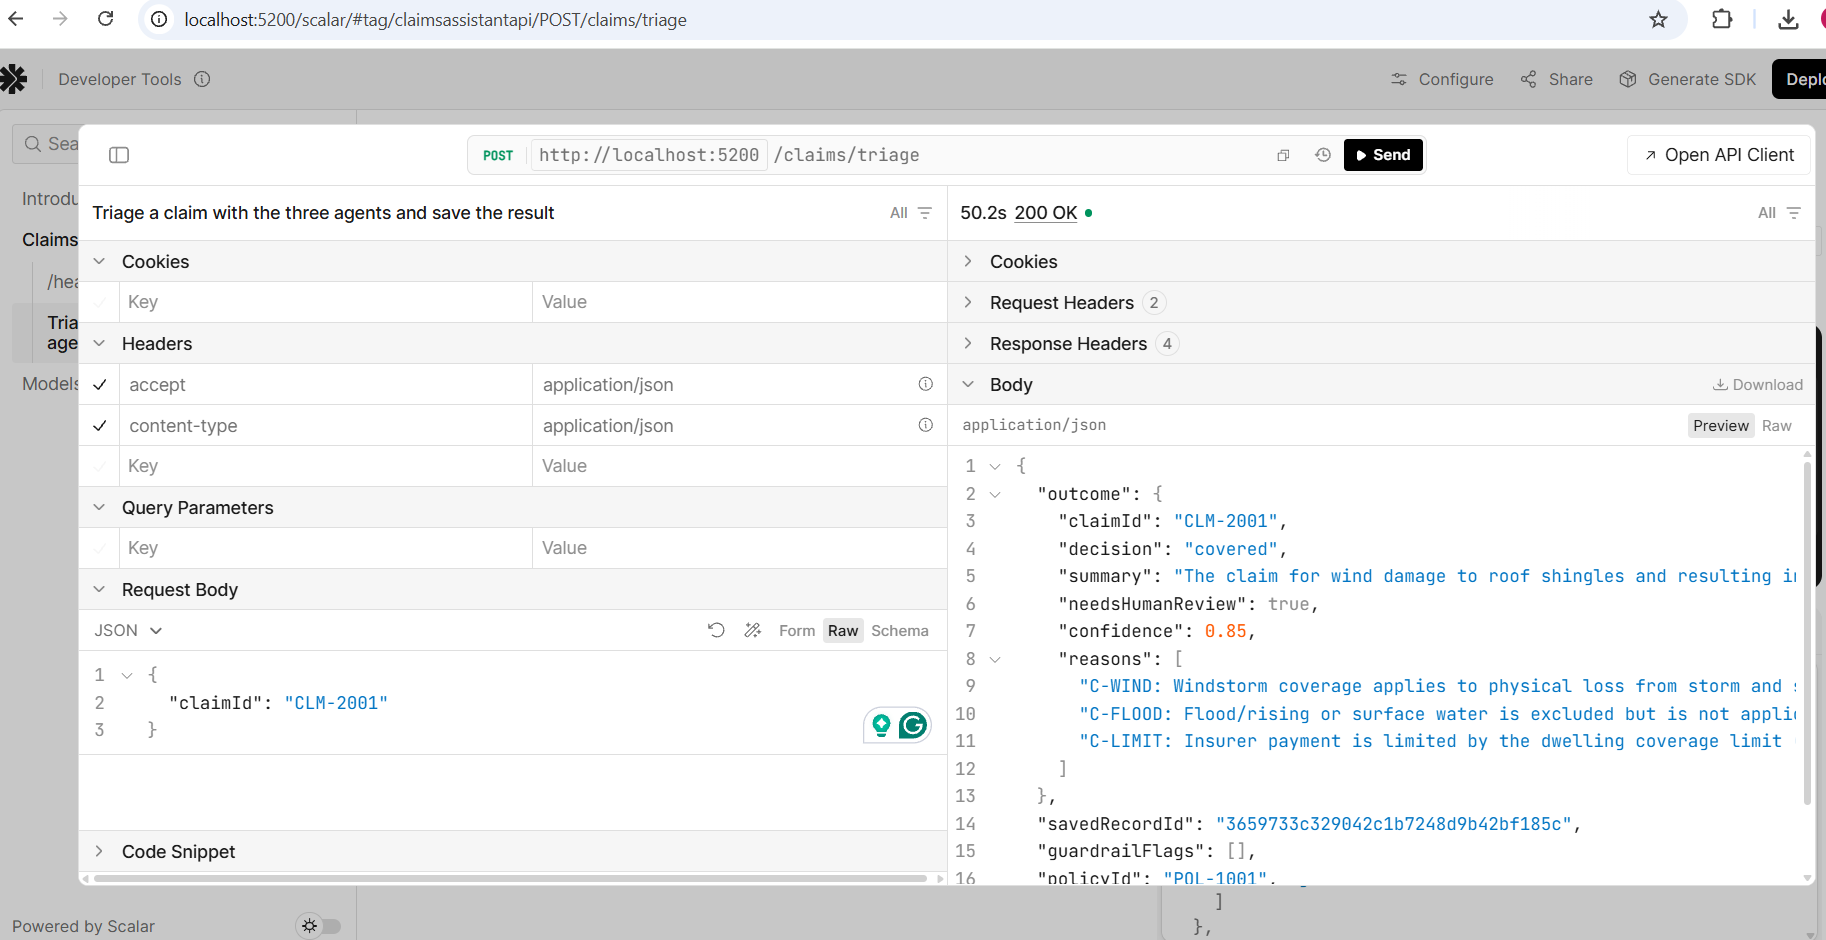 localhost:5200/scalar/#tag/claimsassistantapi/POST/claims/triage
Developer Tools
Configure
Share
Generate SDK
Introdu
Claims
/hea
Tria
age
Models
Powered by Scalar
POST http://localhost:5200 /claims/triage
Send
Open API Client
Triage a claim with the three agents and save the result
All
Cookies
Key Value
Headers
accept application/json
content-type application/json
Key Value
Query Parameters
Key Value
Request Body
JSON
Form Raw Schema
1 {
2 "claimId": "CLM-2001"
3 }
Code Snippet
50.2s 200 OK
All
Cookies
Request Headers 2
Response Headers 4
Body
Download
application/json
Preview Raw
1 {
2 "outcome": {
3 "claimId": "CLM-2001",
4 "decision": "covered",
5 "summary": "The claim for wind damage to roof shingles and resulting
6 "needsHumanReview": true,
7 "confidence": 0.85,
8 "reasons": [
9 "C-WIND: Windstorm coverage applies to physical loss from storm and
10 "C-FLOOD: Flood/rising or surface water is excluded but is not
11 "C-LIMIT: Insurer payment is limited by the dwelling coverage limit
12 ]
13 },
14 "savedRecordId": "3659733c329042c1b7248d9b42bf185c",
15 "guardrailFlags": [],
16 "policyId": "POL-1001",
]
},